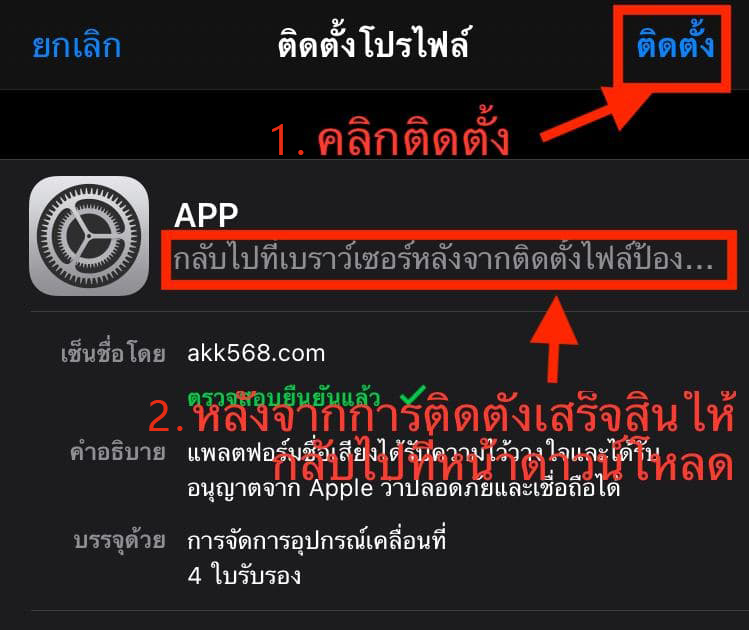 ยกเลิก ติดตั้งโปรไฟล์ ติดตั้ง
1. คลิกติดตั้ง
APP
กลับไปที่เบราว์เซอร์หลังจากติดตั้งไฟล์ป้อง...
เซ็นชื่อโดย akk568.com
ตรวจสอบยืนยันแล้ว
2. หลังจากการติดตั้งเสร็จสิ้นให้
กลับไปที่หน้าดาวน์โหลด
คำอธิบาย แพลตฟอร์มชื่อเสียงได้รับความไว้วางใจและได้รับ
อนุญาตจาก Apple ว่าปลอดภัยและเชื่อถือได้
บรรจุด้วย การจัดการอุปกรณ์เคลื่อนที่
4 ใบรับรอง